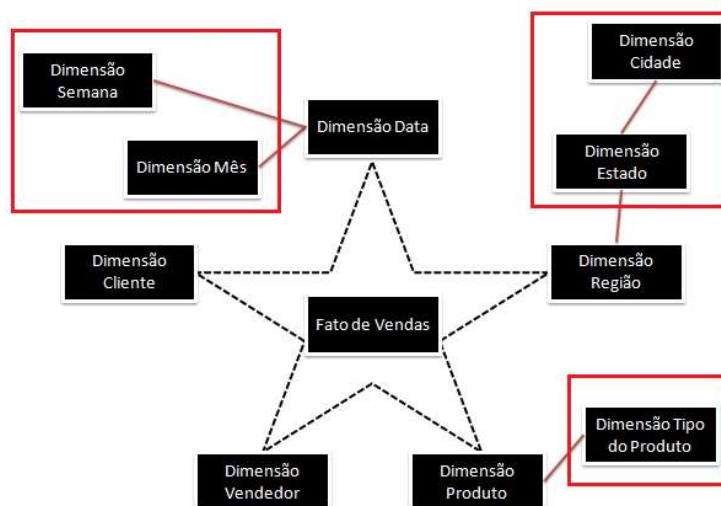 Dimensão
Semana
Dimensão Mês
Dimensão Data
Dimensão
Cidade
Dimensão
Estado
Dimensão
Cliente
Dimensão
Região
Fato de Vendas
Dimensão Tipo
do Produto
Dimensão
Vendedor
Dimensão
Produto